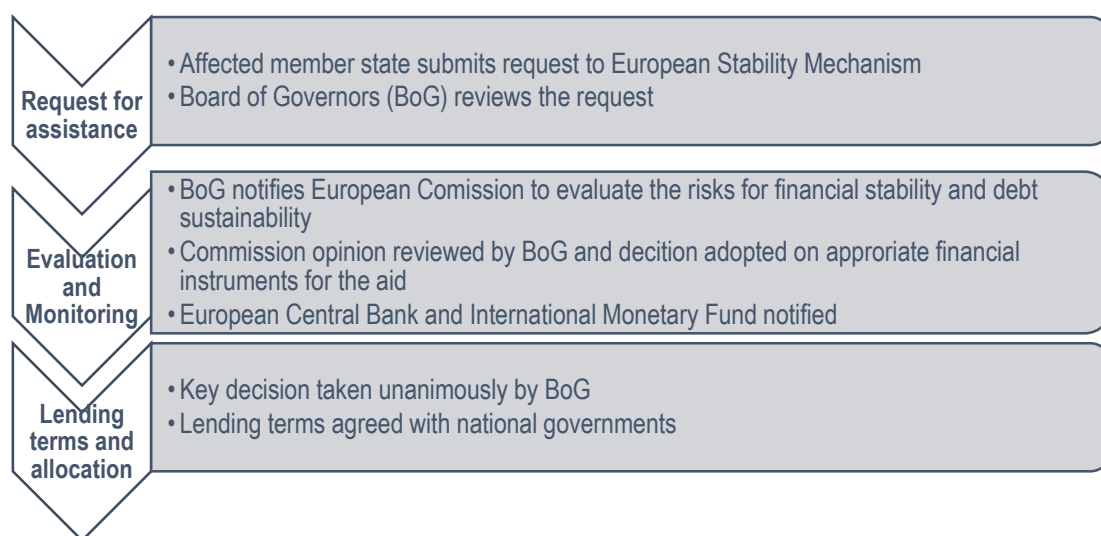 Request for
assistance
• Affected member state submits request to European Stability Mechanism
• Board of Governors (BoG) reviews the request
Evaluation
and
Monitoring
• BoG notifies European Comission to evaluate the risks for financial stability and debt
sustainability
• Commission opinion reviewed by BoG and decition adopted on approriate financial
instruments for the aid
• European Central Bank and International Monetary Fund notified
Lending
terms and
allocation
• Key decision taken unanimously by BoG
• Lending terms agreed with national governments